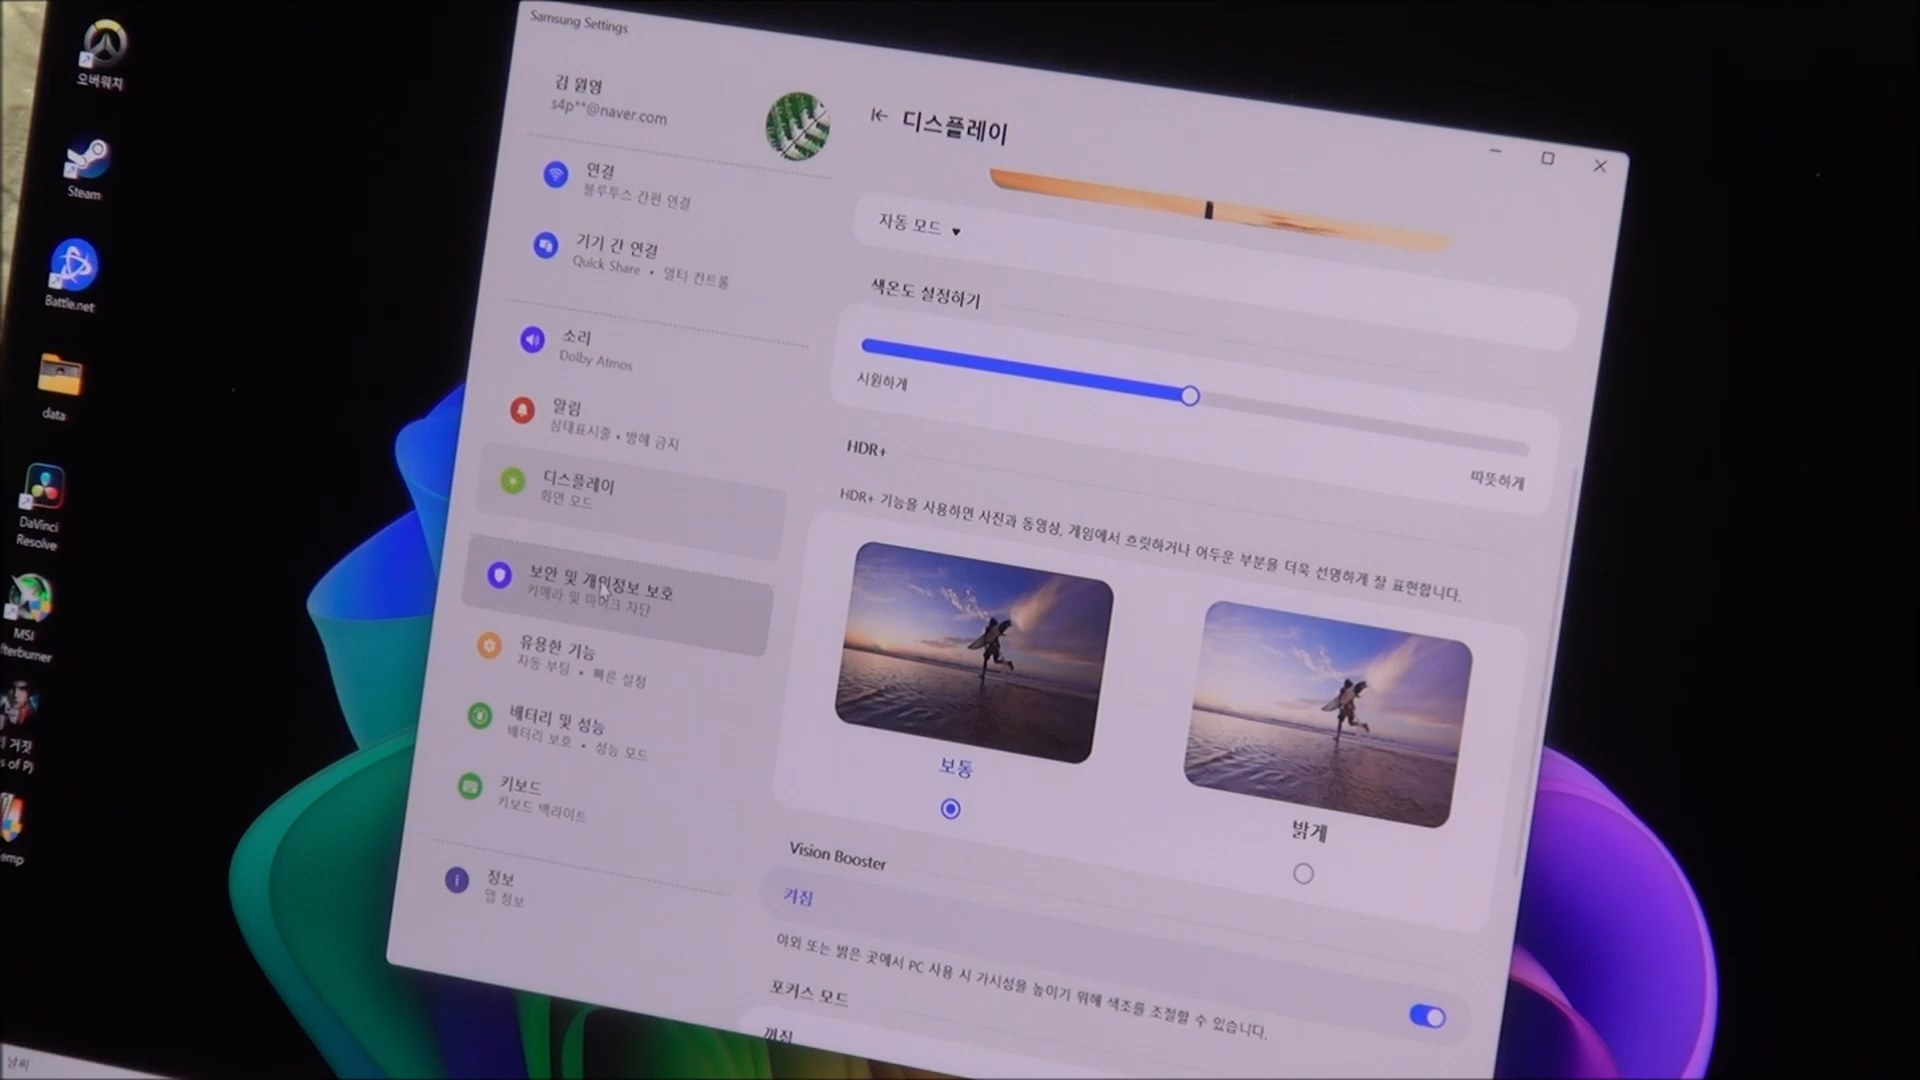 오버워치
Steam
Battle.net
data
DaVinci
Resolve
MSI
fterburner
거짓
s of P)
emp
날씨
Samsung Settings
김 원영
s4p**@naver.com
연결
블루투스 간편 연결
기기 간 연결
Quick Share • 멀티 컨트롤
소리
Dolby Atmos
알림
상태표시줄 • 방해 금지
디스플레이
화면 모드
보안 및 개인정보 보호
카메라 및 마이크 차단
유용한 기능
자동 부팅 • 빠른 설정
배터리 및 성능
배터리 보호 • 성능 모드
키보드
키보드 백라이트
정보
앱 정보
디스플레이
자동 모드
색온도 설정하기
시원하게
따뜻하게
HDR+
HDR+ 기능을 사용하면 사진과 동영상, 게임에서 흐릿하거나 어두운 부분을 더욱 선명하게 잘 표현합니다.
보통
밝게
Vision Booster
켜짐
야외 또는 밝은 곳에서 PC 사용 시 가시성을 높이기 위해 색조를 조절할 수 있습니다.
포커스 모드
꺼짐